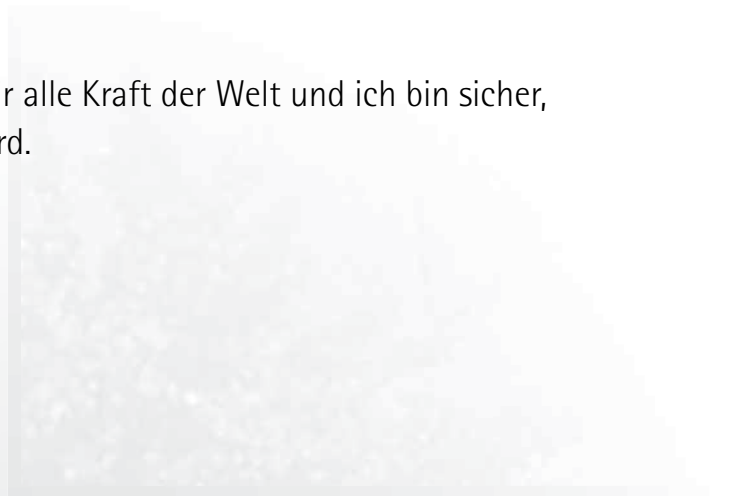 r alle Kraft der Welt und ich bin sicher,
rd.